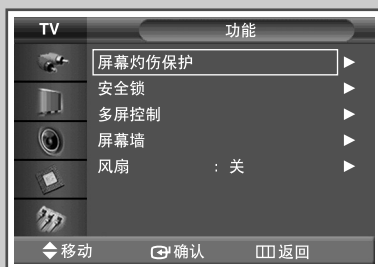 TV 功能
屏幕灼伤保护
安全锁
多屏控制
屏幕墙
风扇 : 关
移动 确认 返回